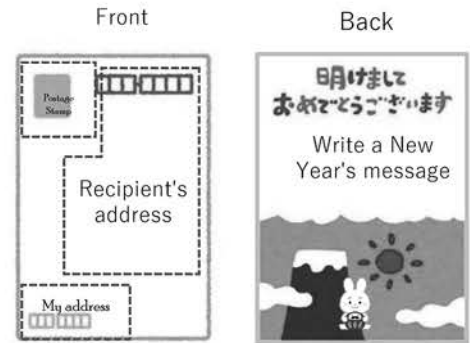 Front
Postage
Stamp
Recipient's
address
My address
Back
明けまして
おめでとうございます
Write a New
Year's message